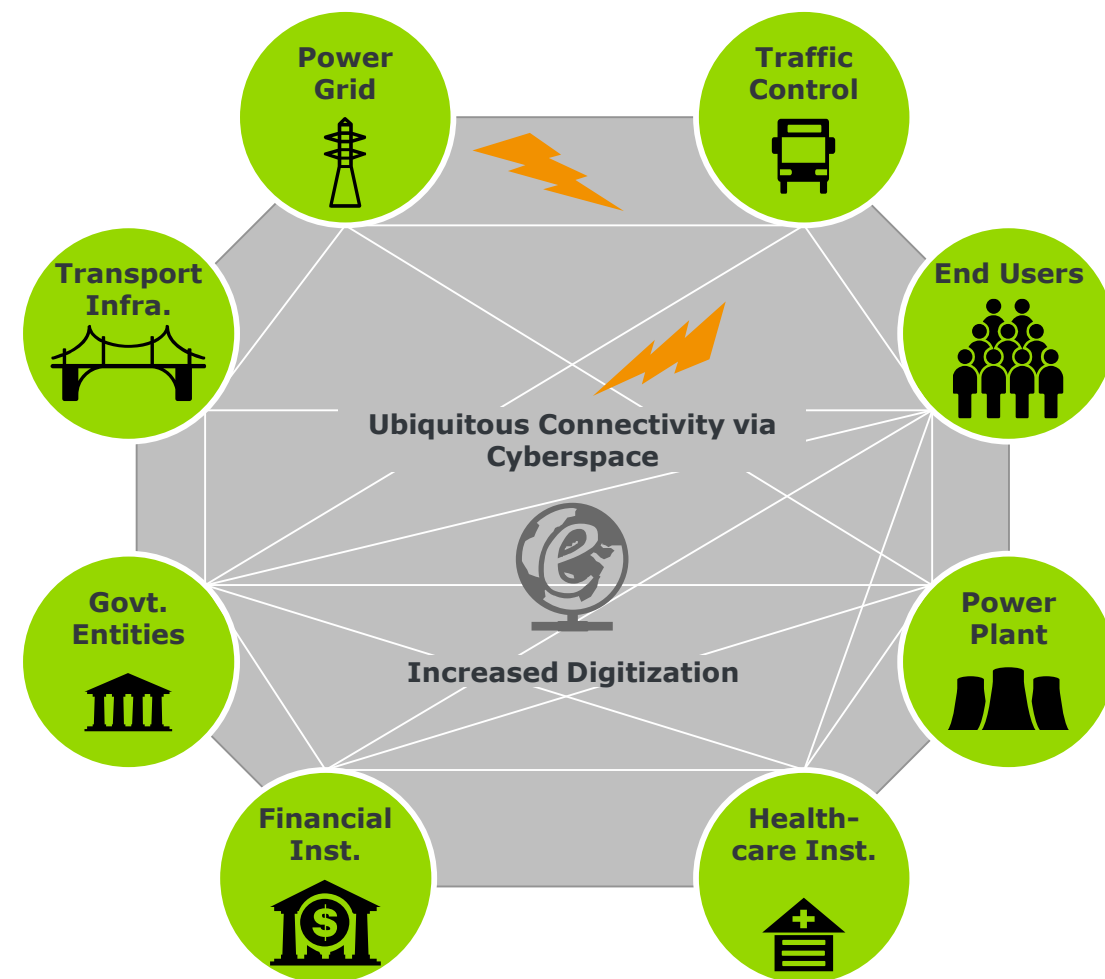 Power
Grid
Traffic
Control
Transport
Infra.
End Users
Ubiquitous Connectivity via
Cyberspace
e
Govt.
Entities
Power
Plant
Increased Digitization
Financial
Inst.
$
Health-
care Inst.